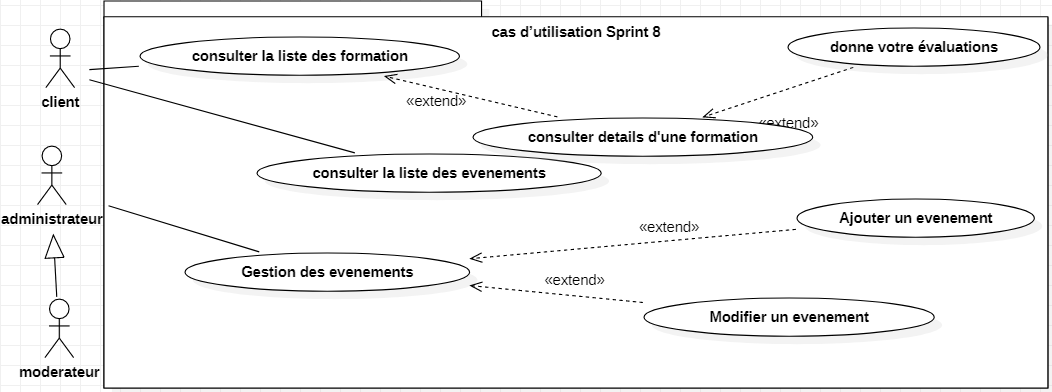 cas d’utilisation Sprint 8
consulter la liste des formation
donne votre évaluations
client
«extend»
«extend»
consulter details d'une formation
consulter la liste des evenements
administrateur
Ajouter un evenement
«extend»
Gestion des evenements
«extend»
Modifier un evenement
moderateur